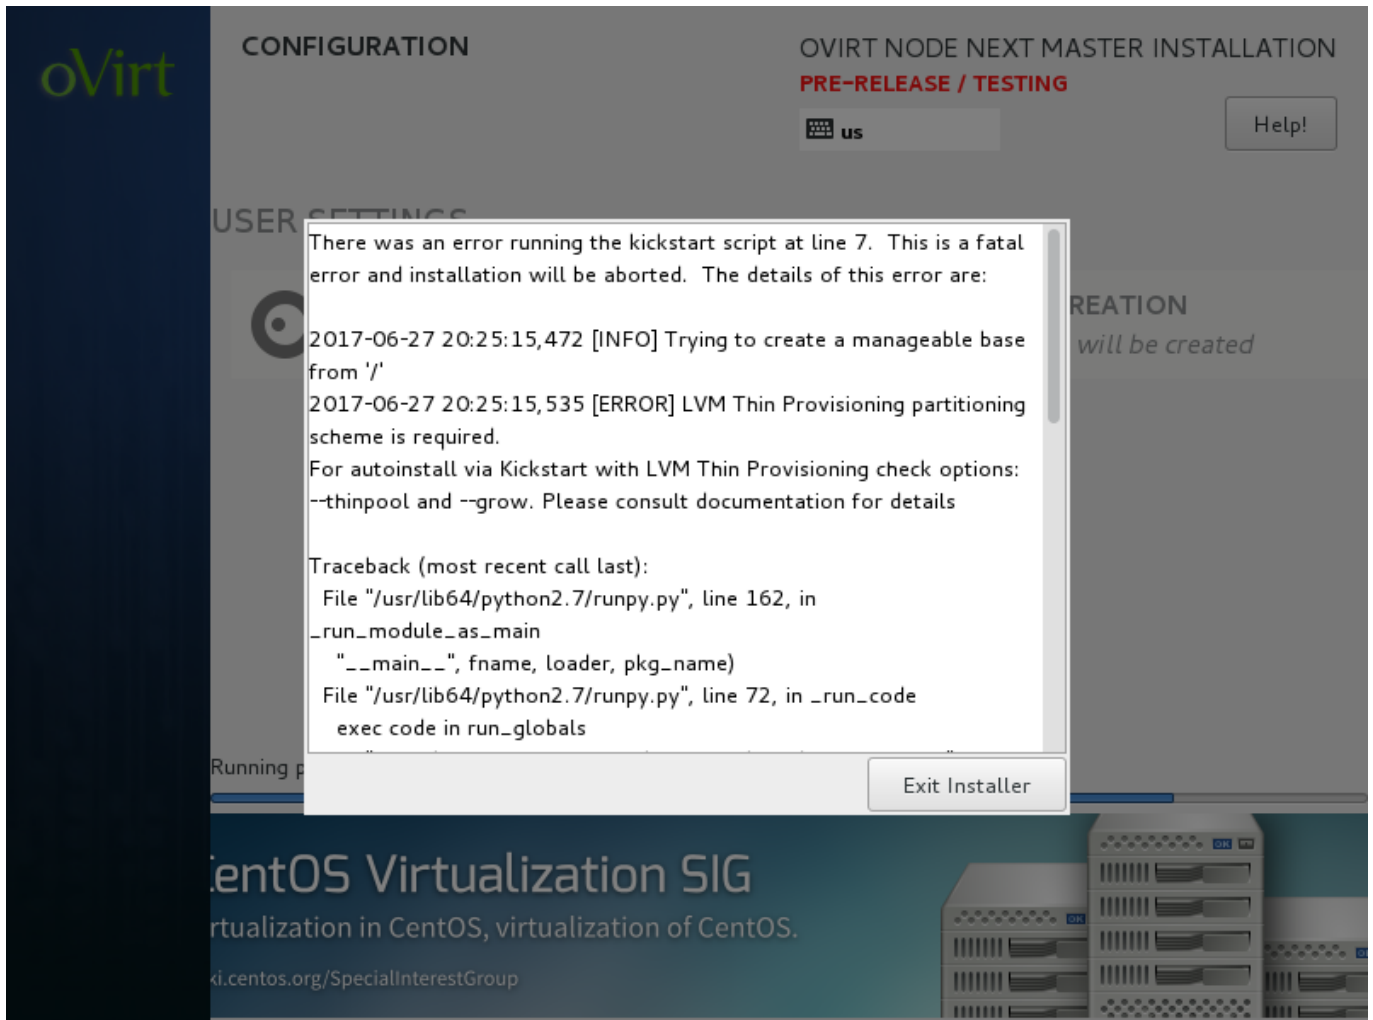 oVirt
CONFIGURATION
OVIRT NODE NEXT MASTER INSTALLATION
PRE-RELEASE / TESTING
us
Help!
USER SETTINGS
There was an error running the kickstart script at line 7.  This is a fatal
error and installation will be aborted.  The details of this error are:
2017-06-27 20:25:15,472 [INFO] Trying to create a manageable base
from '/'
2017-06-27 20:25:15,535 [ERROR] LVM Thin Provisioning partitioning
scheme is required.
For autoinstall via Kickstart with LVM Thin Provisioning check options:
--thinpool and --grow. Please consult documentation for details
Traceback (most recent call last):
File "/usr/lib64/python2.7/runpy.py", line 162, in
_run_module_as_main
"__main__", fname, loader, pkg_name)
File "/usr/lib64/python2.7/runpy.py", line 72, in _run_code
exec code in run_globals
REATION
will be created
Running p
Exit Installer
entOS Virtualization SIG
rtualization in CentOS, virtualization of CentOS.
ki.centos.org/SpecialInterestGroup
OK
OK